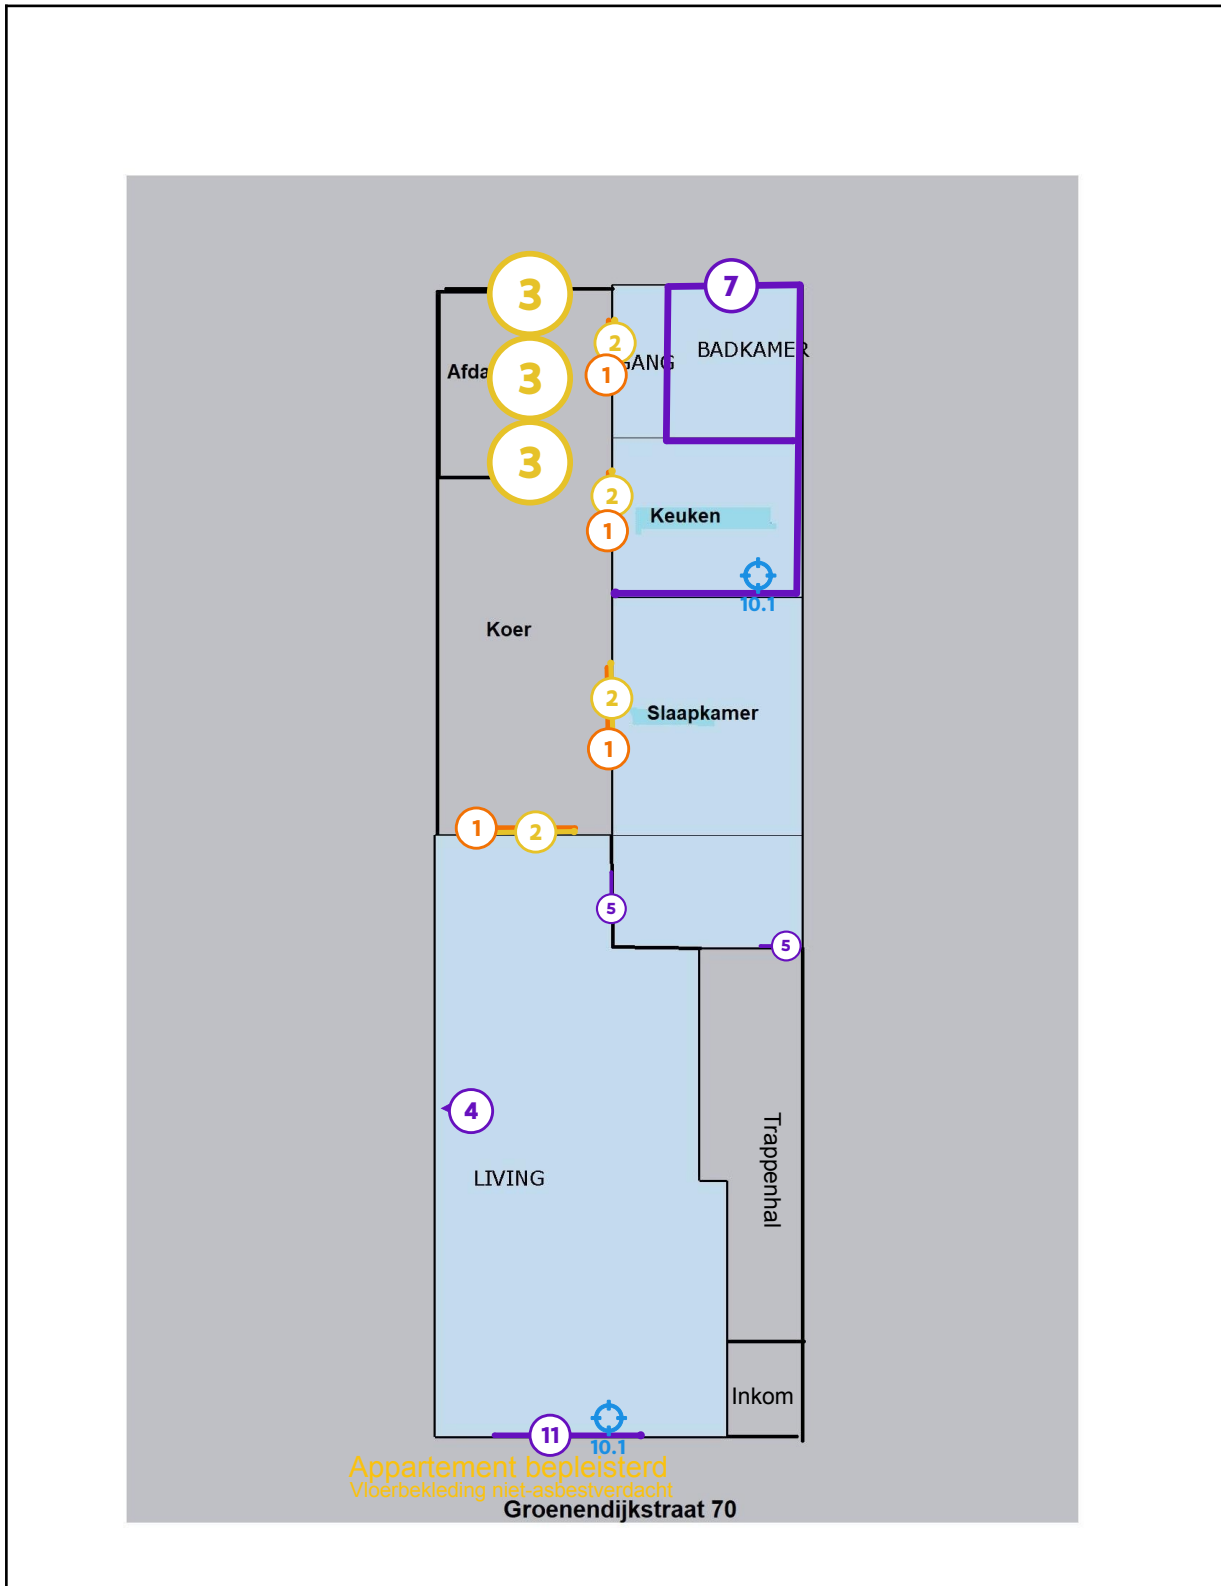 3
7
2
GANG
BADKAMER
Afda
3
1
3
2
Keuken
1
10.1
Koer
2
Slaapkamer
1
1
2
5
5
4
Trappenhal
LIVING
Inkom
11
10.1
Appartement bepleisterd
Vloerbekleding niet-asbestverdacht
Groenendijkstraat 70